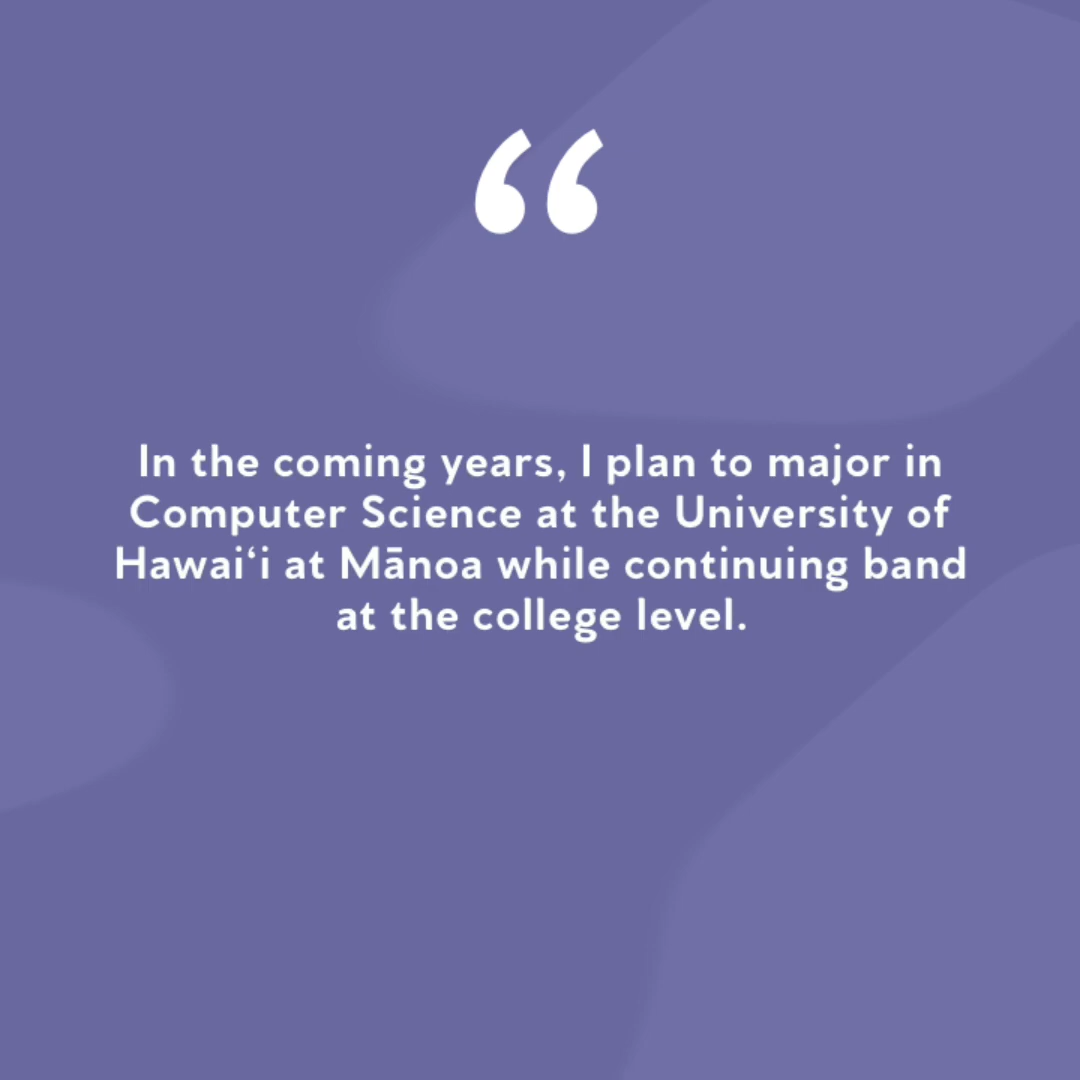 “
In the coming years, I plan to major in
Computer Science at the University of
Hawaiʻi at Mānoa while continuing band
at the college level.